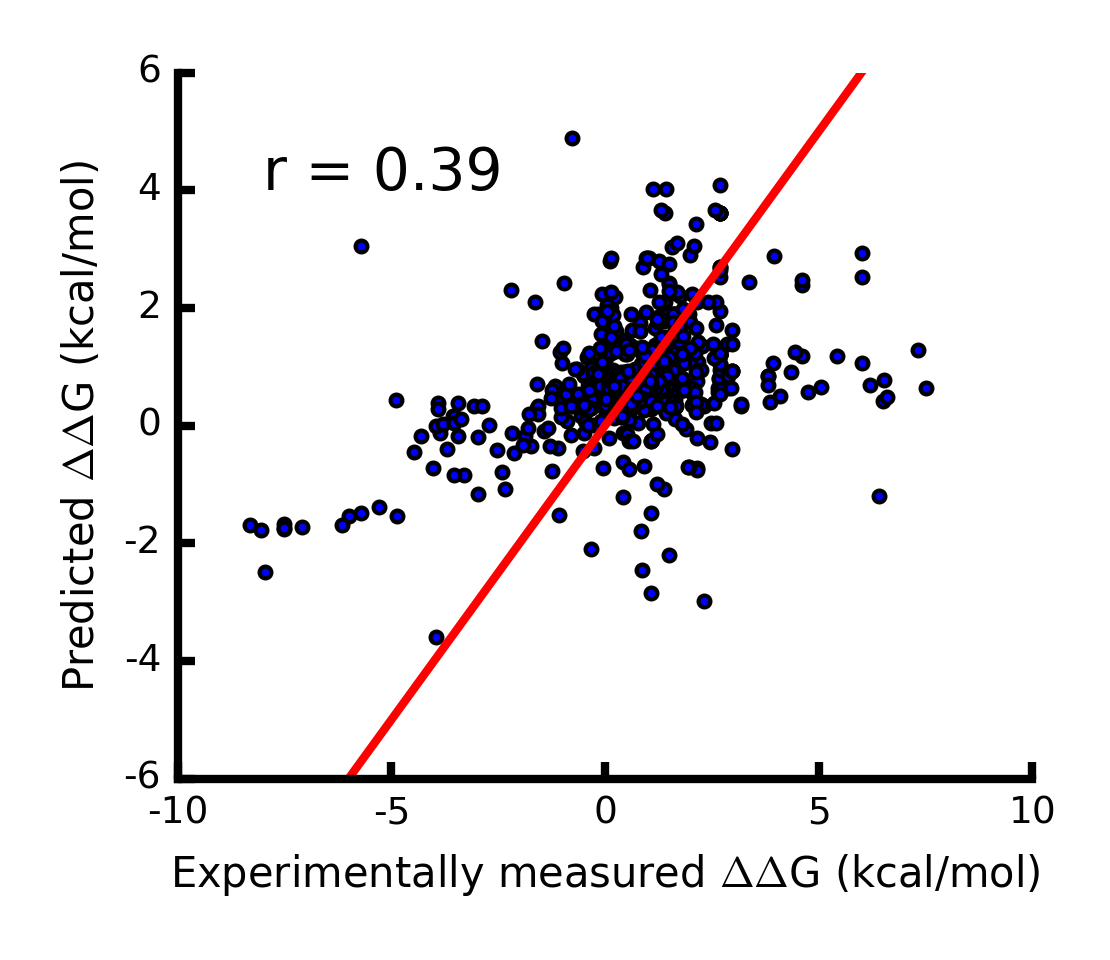 6
r = 0.39
4
2
0
-2
-4
-6
Predicted ΔΔG (kcal/mol)
-10 -5 0 5 10
Experimentally measured ΔΔG (kcal/mol)